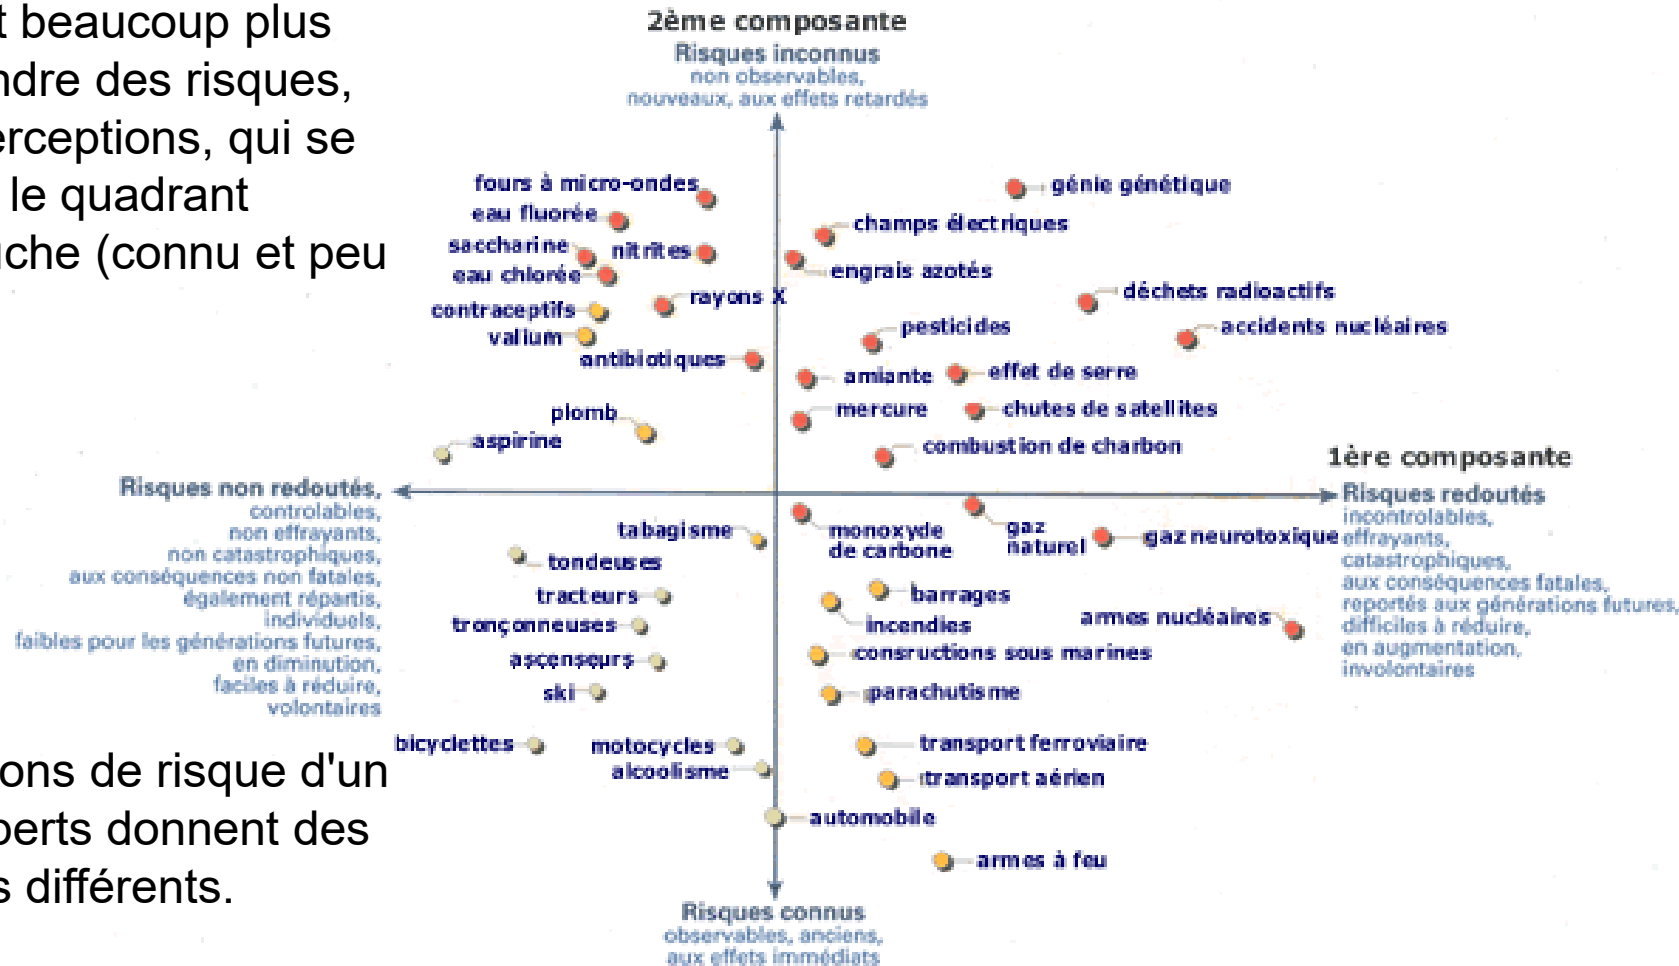 t beaucoup plus
ndre des risques,
erceptions, qui se
le quadrant
uche (connu et peu
ons de risque d'un
perts donnent des
s différents.
2ème composante
Risques inconnus
non observables,
nouveaux, aux effets retardés
fours à micro-ondes
génie génétique
eau fluorée
champs électriques
saccharine
nitrites
engrais azotés
eau chlorée
rayons X
déchets radioactifs
contraceptifs
pesticides
accidents nucléaires
valium
antibiotiques
amiante
effet de serre
plomb
mercure
chutes de satellites
aspirine
combustion de charbon
1ère composante
Risques non redoutés,
controlables,
non effrayants,
non catastrophiques,
aux conséquences non fatales,
également répartis,
individuels,
faibles pour les générations futures,
en diminution,
faciles à réduire,
volontaires
Risques redoutés
incontrolables,
effrayants,
catastrophiques,
aux conséquences fatales,
reportés aux générations futures,
difficiles à réduire,
en augmentation,
involontaires
tabagisme
monoxyde
de carbone
gaz
naturel
gaz neurotoxique
tondeuses
tracteurs
barrages
tronçonneuses
incendies
armes nucléaires
ascenseurs
consructions sous marines
ski
parachutisme
bicyclettes
motocycles
transport ferroviaire
alcoolisme
transport aérien
automobile
armes à feu
Risques connus
observables, anciens,
aux effets immédiats